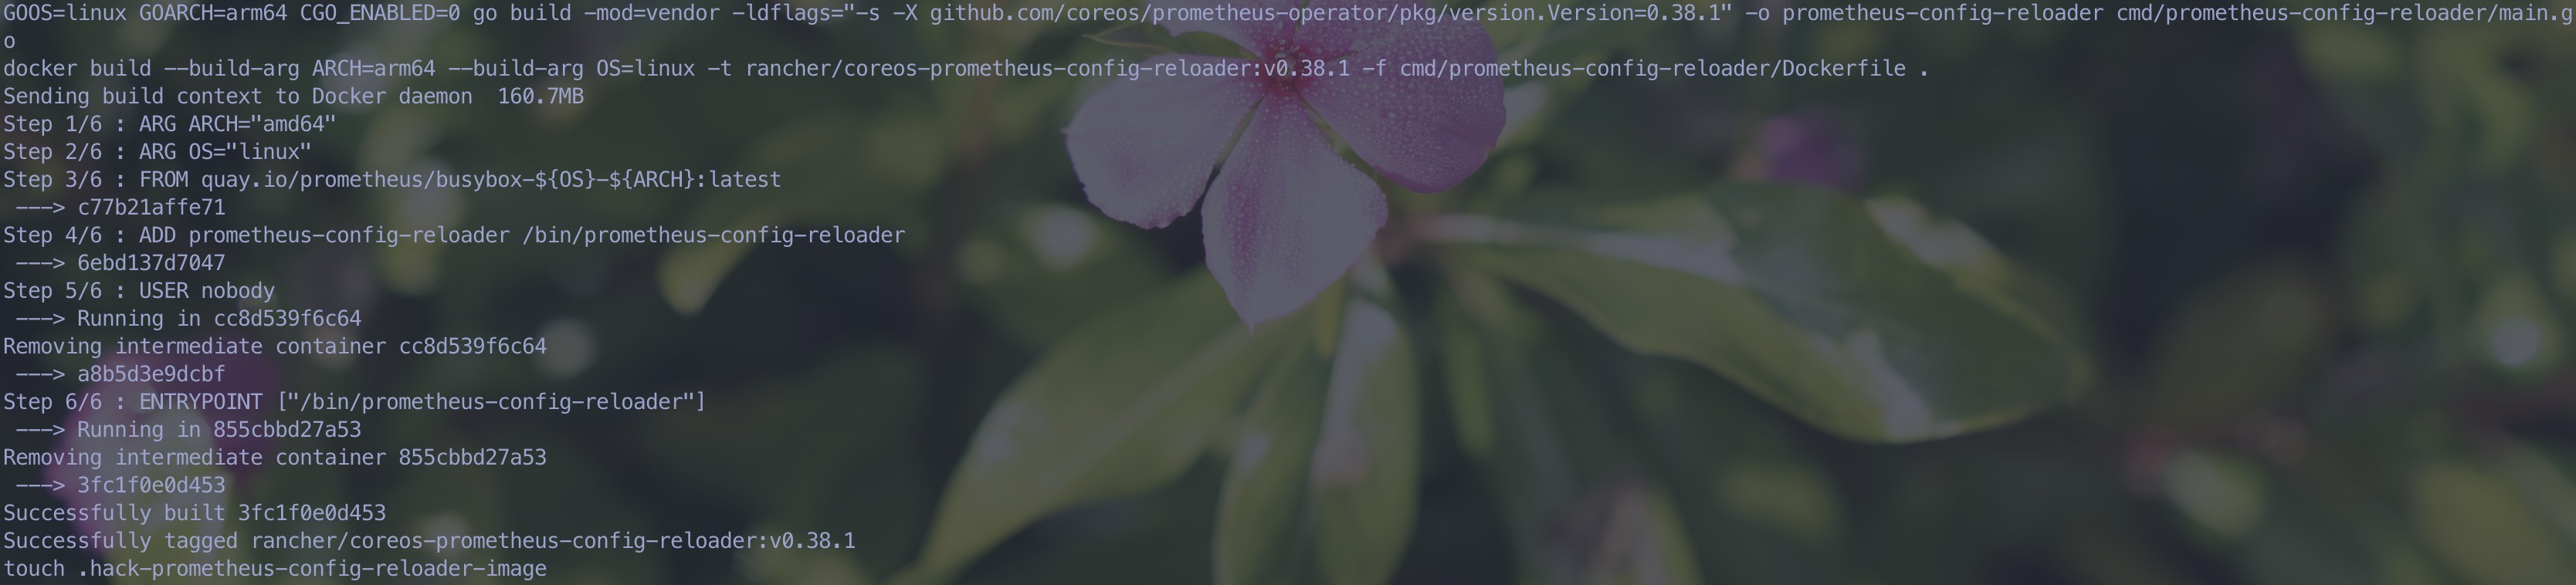 GOOS=linux GOARCH=arm64 CGO_ENABLED=0 go build -mod=vendor -ldflags="-s -X github.com/coreos/prometheus-operator/pkg/version.Version=0.38.1" -o prometheus-config-reloader cmd/prometheus-config-reloader/main.g
o
docker build --build-arg ARCH=arm64 --build-arg OS=linux -t rancher/coreos-prometheus-config-reloader:v0.38.1 -f cmd/prometheus-config-reloader/Dockerfile .
Sending build context to Docker daemon  160.7MB
Step 1/6 : ARG ARCH="amd64"
Step 2/6 : ARG OS="linux"
Step 3/6 : FROM quay.io/prometheus/busybox-${OS}-${ARCH}:latest
 ---> c77b21affe71
Step 4/6 : ADD prometheus-config-reloader /bin/prometheus-config-reloader
 ---> 6ebd137d7047
Step 5/6 : USER nobody
 ---> Running in cc8d539f6c64
Removing intermediate container cc8d539f6c64
 ---> a8b5d3e9dcbf
Step 6/6 : ENTRYPOINT ["/bin/prometheus-config-reloader"]
 ---> Running in 855cbbd27a53
Removing intermediate container 855cbbd27a53
 ---> 3fc1f0e0d453
Successfully built 3fc1f0e0d453
Successfully tagged rancher/coreos-prometheus-config-reloader:v0.38.1
touch .hack-prometheus-config-reloader-image